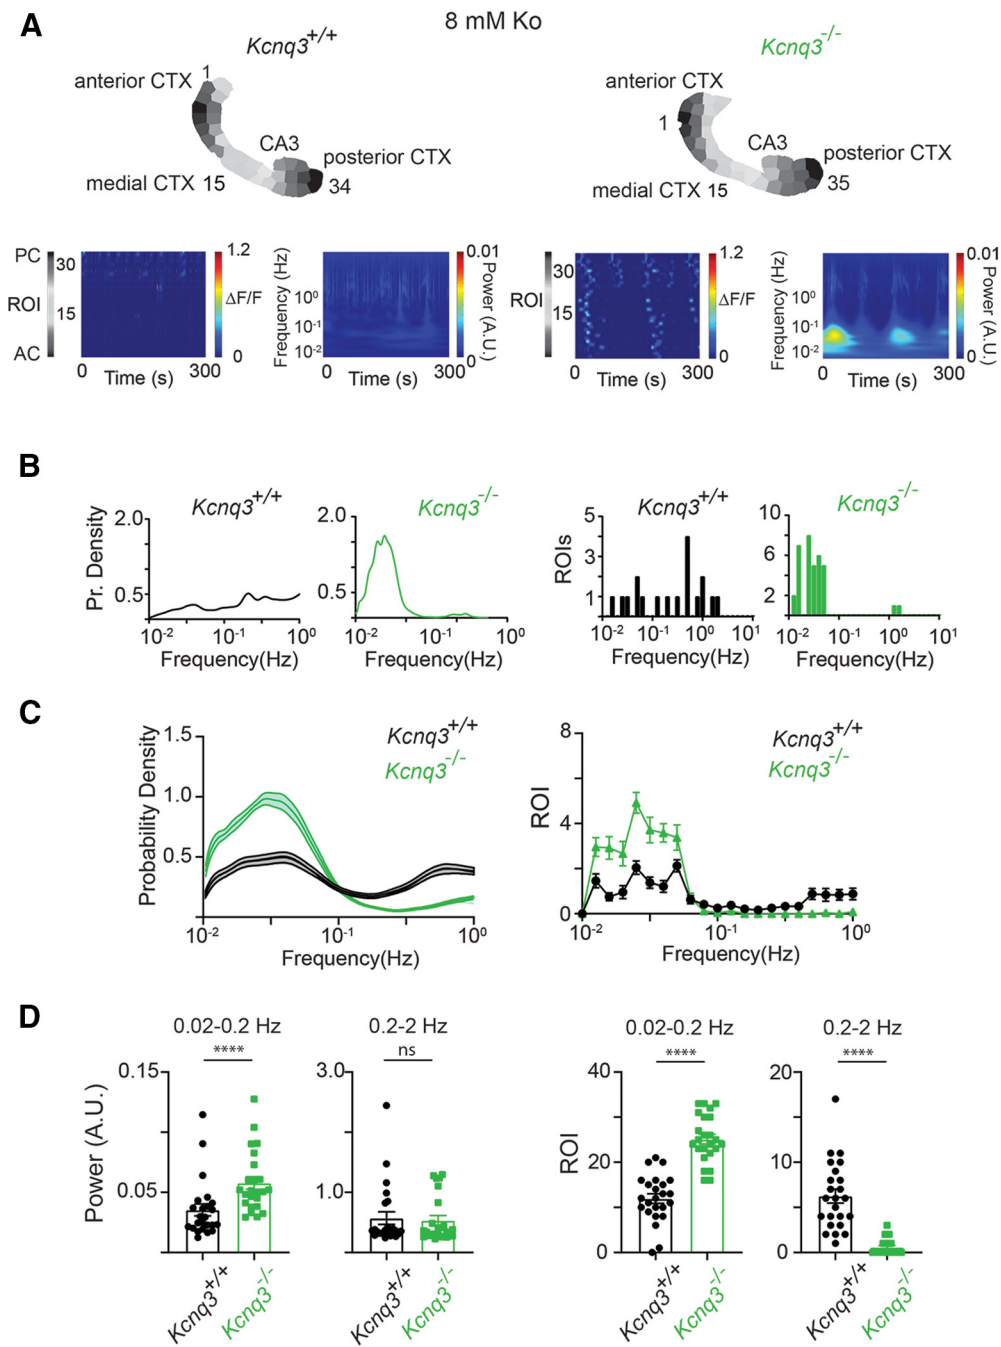 A
8 mM Ko
Kcnq3+/+
Kcnq3-/-
anterior CTX 1
CA3
posterior CTX
medial CTX 15
34
1
CA3
posterior CTX
medial CTX 15
35
PC
ROI
AC
30
15
1.2
ΔF/F
0
0
300
Time (s)
Frequency (Hz)
10⁰
10⁻¹
10⁻²
0.01
Power (A.U.)
0
0
300
Time (s)
ROI
30
15
1.2
ΔF/F
0
0
300
Time (s)
Frequency (Hz)
10⁰
10⁻¹
10⁻²
0.01
Power (A.U.)
0
0
300
Time (s)
B
Kcnq3+/+
Pr. Density
2.0
0.5
10⁻² 10⁻¹ 10⁰
Frequency(Hz)
Kcnq3-/-
2.0
0.5
10⁻² 10⁻¹ 10⁰
Frequency(Hz)
Kcnq3+/+
ROIs
5
3
1
10⁻² 10⁻¹ 10⁰ 10¹
Frequency(Hz)
Kcnq3-/-
10
6
2
10⁻² 10⁻¹ 10⁰ 10¹
Frequency(Hz)
C
Probability Density
1.5
1.0
0.5
Kcnq3+/+
Kcnq3-/-
10⁻² 10⁻¹ 10⁰
Frequency(Hz)
ROI
8
4
0
Kcnq3+/+
Kcnq3-/-
10⁻² 10⁻¹ 10⁰
Frequency(Hz)
D
0.02-0.2 Hz
****
Power (A.U.)
0.15
0.05
Kcnq3+/+
Kcnq3-/-
0.2-2 Hz
ns
3.0
1.0
Kcnq3+/+
Kcnq3-/-
0.02-0.2 Hz
****
ROI
40
20
0
Kcnq3+/+
Kcnq3-/-
0.2-2 Hz
****
20
10
0
Kcnq3+/+
Kcnq3-/-